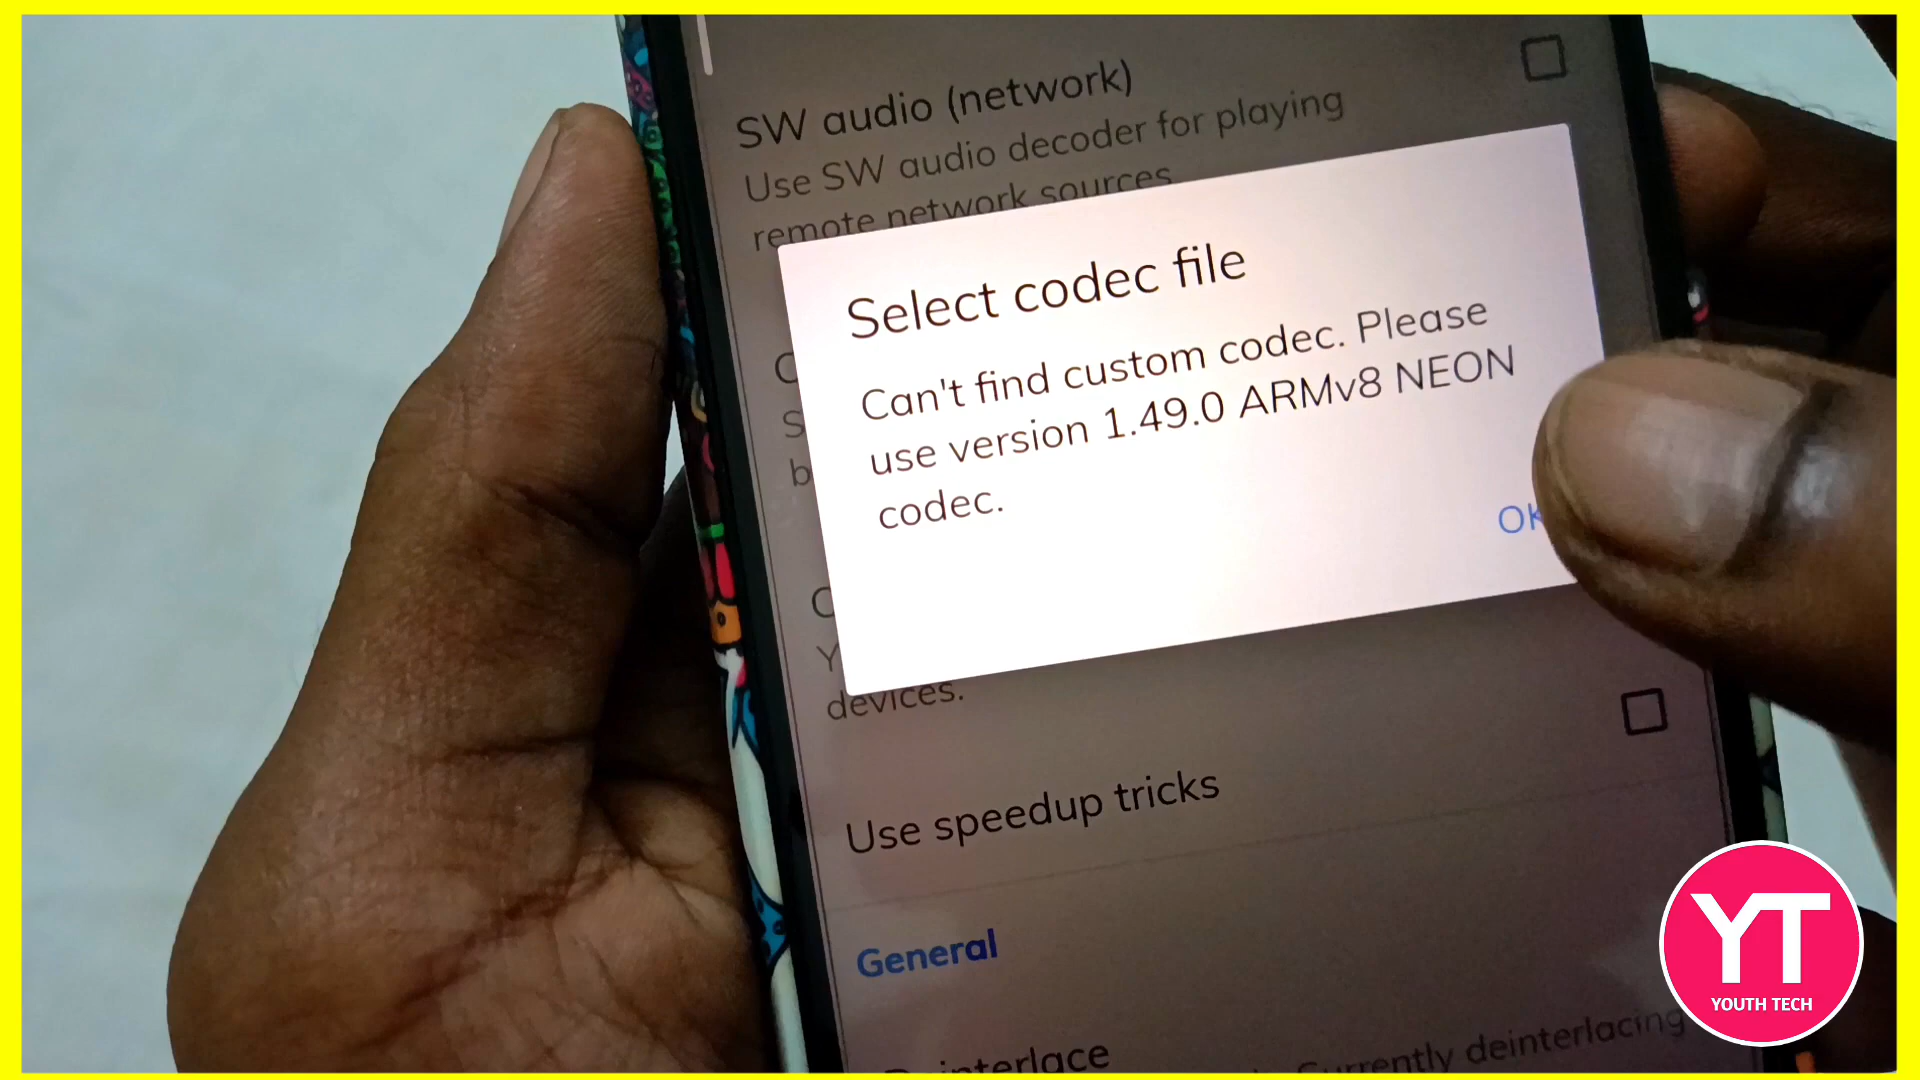 SW audio (network)
Use SW audio decoder for playing
remote network sources
Select codec file
Can't find custom codec. Please
use version 1.49.0 ARMv8 NEON
codec.
OK
devices.
Use speedup tricks
General
Currently deinterlacing
YT
YOUTH TECH